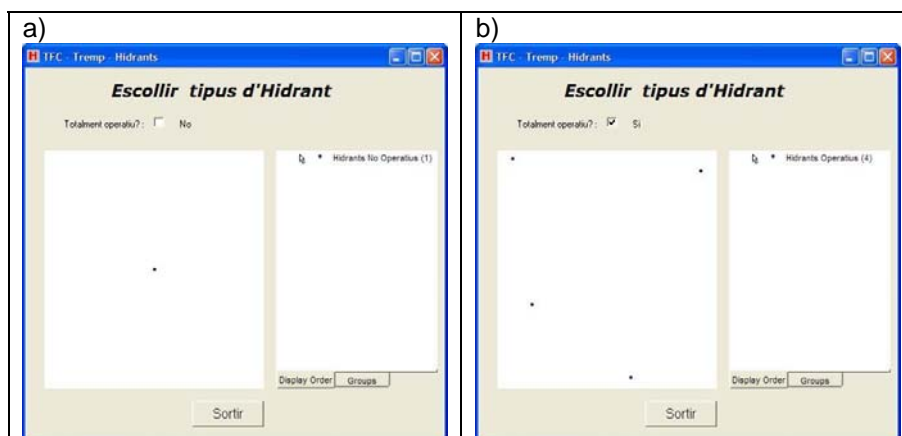 a)
TFC - Tremp - Hidrants
Escollir tipus d'Hidrant
Totalment operatiu? : No
Hidrants No Operatius (1)
Display Order Groups
Sortir
b)
TFC - Tremp - Hidrants
Escollir tipus d'Hidrant
Totalment operatiu? : Si
Hidrants Operatius (4)
Display Order Groups
Sortir